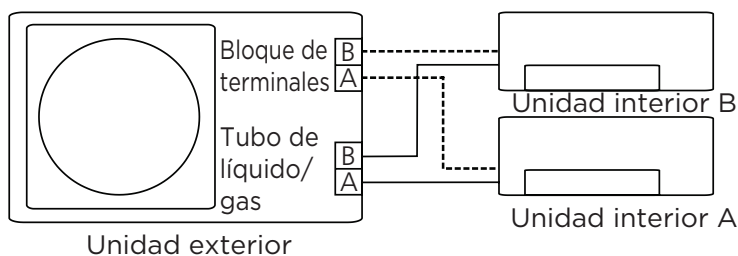 Bloque de
terminales
B
A
Tubo de
líquido/
gas
B
A
Unidad exterior
Unidad interior B
Unidad interior A